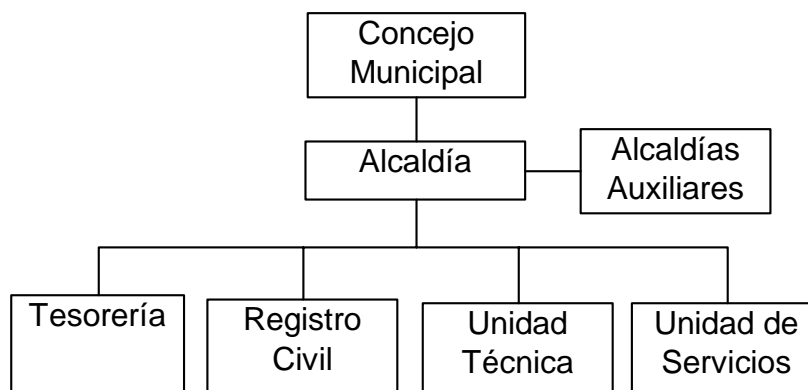 Concejo
Municipal
Alcaldía
Alcaldías
Auxiliares
Tesorería
Registro
Civil
Unidad
Técnica
Unidad de
Servicios